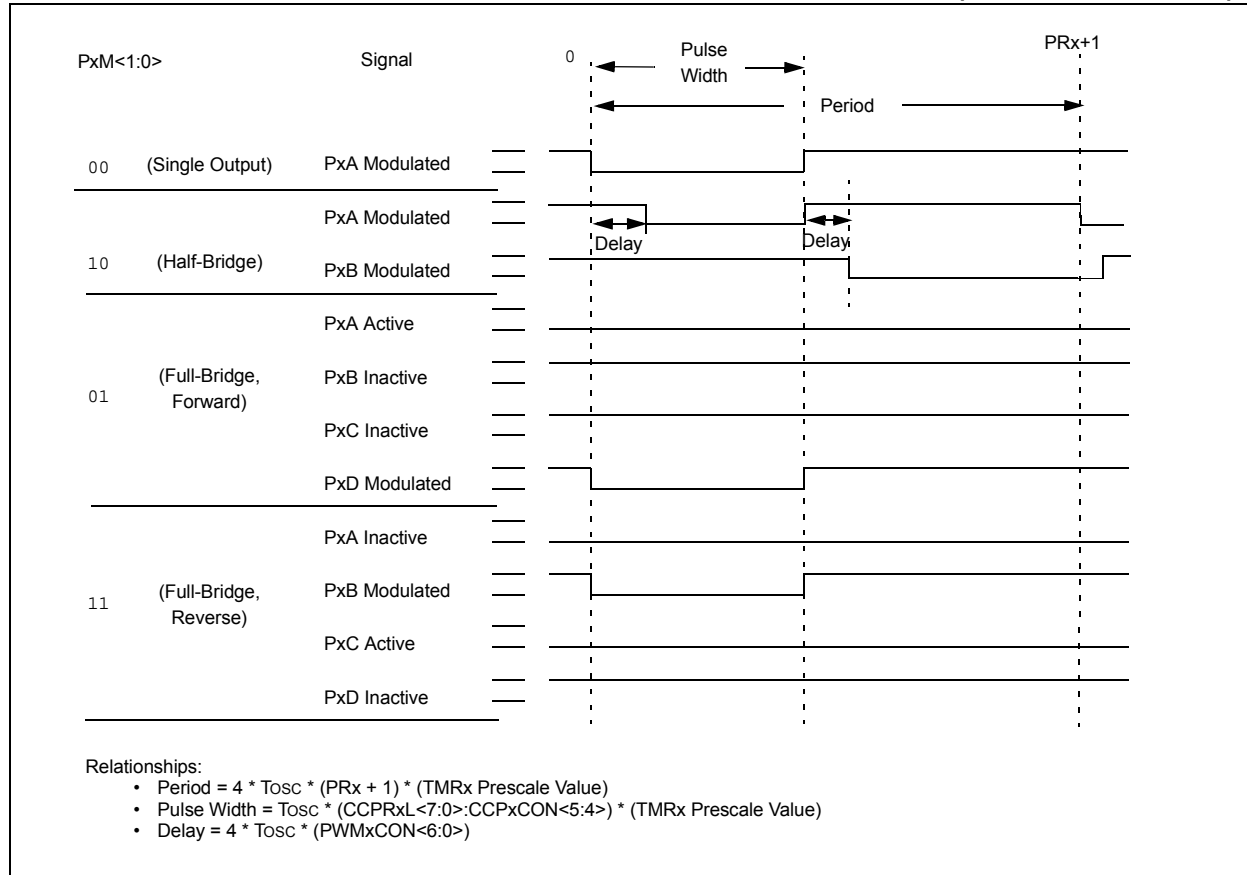 PxM<1:0> Signal 0 Pulse Width PRx+1
Period
00 (Single Output) PxA Modulated
PxA Modulated
Delay Delay
10 (Half-Bridge) PxB Modulated
PxA Active
01 (Full-Bridge, Forward) PxB Inactive
PxC Inactive
PxD Modulated
PxA Inactive
11 (Full-Bridge, Reverse) PxB Modulated
PxC Active
PxD Inactive
Relationships:
• Period = 4 * TOSC * (PRx + 1) * (TMRx Prescale Value)
• Pulse Width = TOSC * (CCPRxL<7:0>:CCPxCON<5:4>) * (TMRx Prescale Value)
• Delay = 4 * TOSC * (PWMxCON<6:0>)